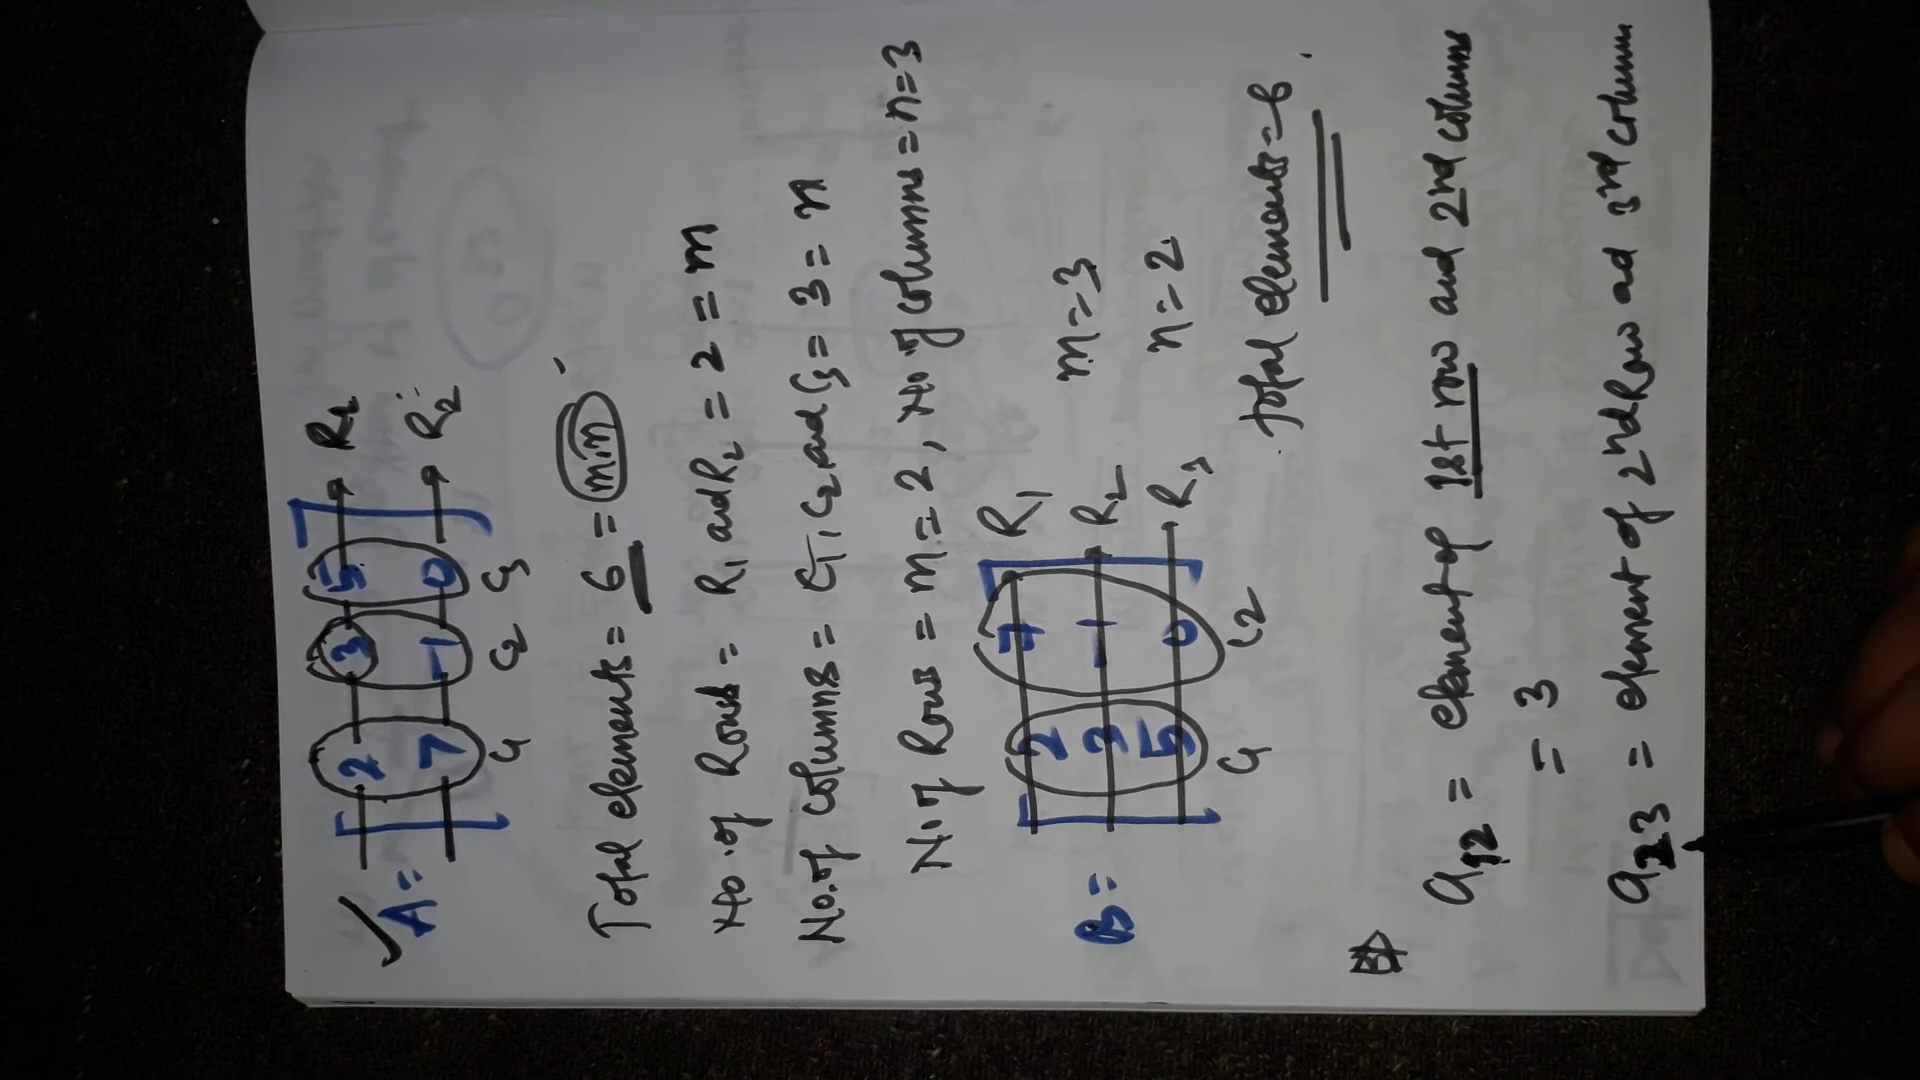 A = [ 2 3 5 ] R1
[ 7 -1 0 ] R2
C1 C2 C3
Total elements = 6 = m.n
No. of Rows = R1 and R2 = 2 = m
No. of columns = C1, C2 and C3 = 3 = n
No. of Rows = m = 2, No. of columns = n = 3
B = [ 2 7 ] R1
[ 3 -1 ] R2 m = 3
[ 5 0 ] R3 n = 2
C1 C2
Total elements = 6
a12 = element of 1st row and 2nd columns
= 3
a23 = element of 2nd Row ad 3rd column